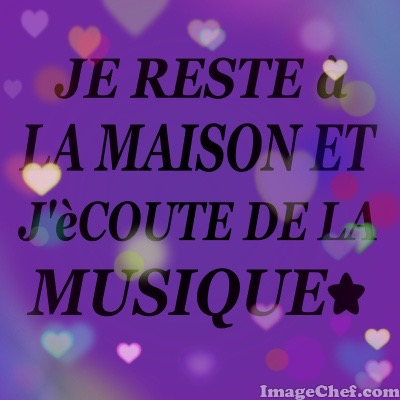 JE RESTE à
LA MAISON ET
J'èCOUTE DE LA
MUSIQUE★
ImageChef.com